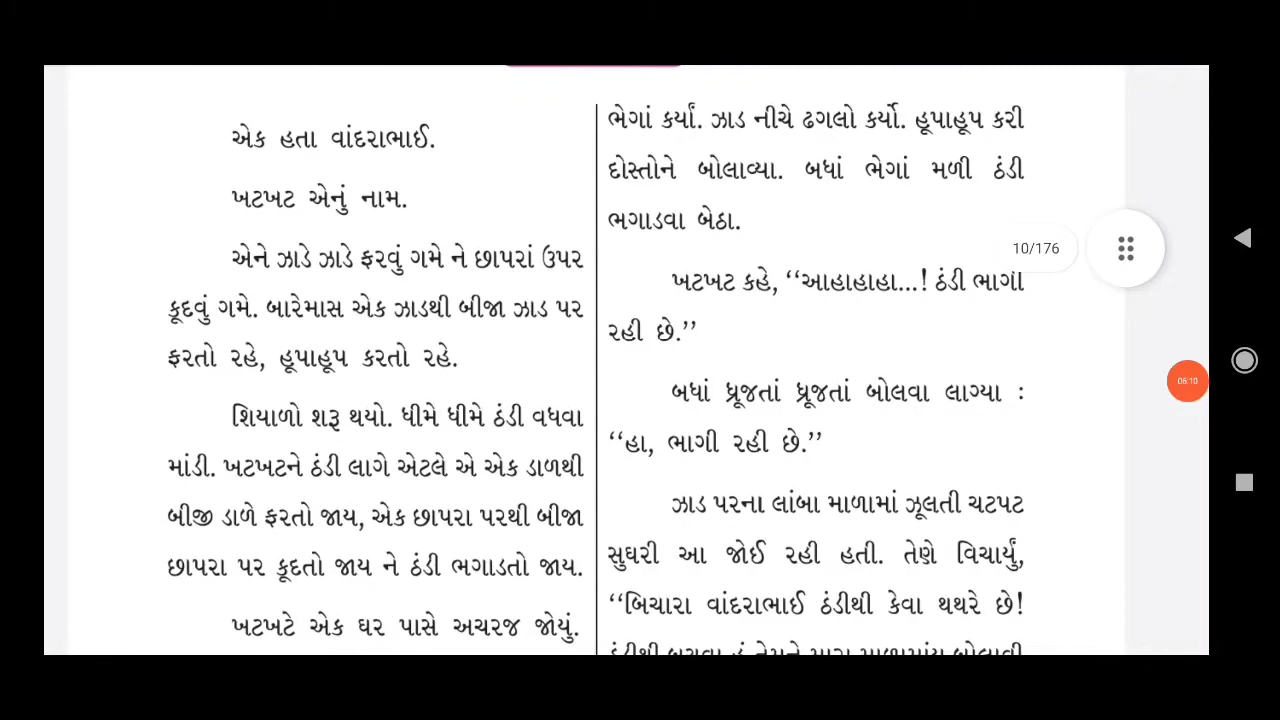 એક હતા વાંદરાભાઈ.
ખટખટ એનું નામ.
એને ઝાડે ઝાડે ફરવું ગમે ને છાપરાં ઉપર
કૂદવું ગમે. બારેમાસ એક ઝાડથી બીજા ઝાડ પર
ફરતો રહે, હૂપાહૂપ કરતો રહે.
શિયાળો શરૂ થયો. ધીમે ધીમે ઠંડી વધવા
માંડી. ખટખટને ઠંડી લાગે એટલે એ એક ડાળથી
બીજી ડાળે ફરતો જાય, એક છાપરા પરથી બીજા
છાપરા પર કૂદતો જાય ને ઠંડી ભગાડતો જાય.
ખટખટે એક ઘર પાસે અચરજ જોયું.
ભેગાં કર્યાં. ઝાડ નીચે ઢગલો કર્યો. હૂપાહૂપ કરી
દોસ્તોને બોલાવ્યા. બધાં ભેગાં મળી ઠંડી
ભગાડવા બેઠા.
ખટખટ કહે, ‘‘આહાહાહા...! ઠંડી ભાગી
રહી છે.’’
બધાં ધ્રૂજતાં ધ્રૂજતાં બોલવા લાગ્યા :
‘‘હા, ભાગી રહી છે.’’
ઝાડ પરના લાંબા માળામાં ઝૂલતી ચટપટ
સુઘરી આ જોઈ રહી હતી. તેણે વિચાર્યું,
‘‘બિચારા વાંદરાભાઈ ઠંડીથી કેવા થથરે છે!
10/176
05:10